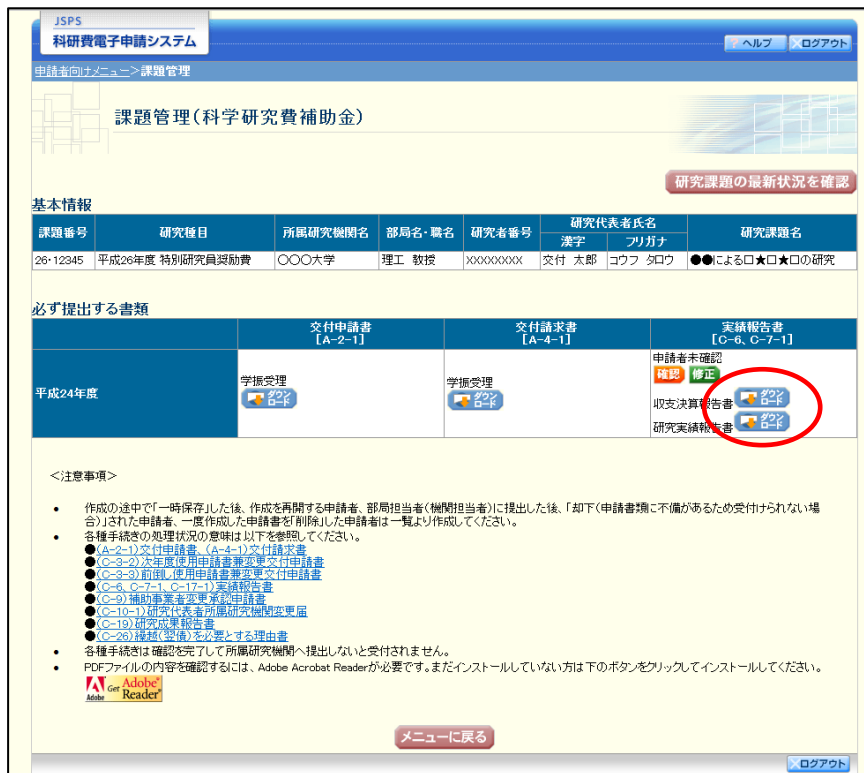 JSPS
科研費電子申請システム
? ヘルプ
ログアウト
申請者向けメニュー>課題管理
課題管理(科学研究費補助金)
研究課題の最新状況を確認
基本情報
課題番号 研究種目 所属研究機関名 部局名・職名 研究者番号 研究代表者氏名 研究課題名
漢字 フリガナ
26・12345 平成26年度 特別研究員奨励費 〇〇〇大学 理工 教授 XXXXXXXX 交付 太郎 コウフ タロウ ●●による□★□★□の研究
必ず提出する書類
交付申請書 交付請求書 実績報告書
[A-2-1] [A-4-1] [C-6、C-7-1]
平成24年度
学振受理
ダウンロード
学振受理
ダウンロード
申請者未確認
確認 修正
収支決算報告書 ダウンロード
研究実績報告書 ダウンロード
<注意事項>
• 作成の途中で「一時保存」した後、作成を再開する申請者、部局担当者(機関担当者)に提出した後、「却下(申請書類に不備があるため受付けられない場
合)」された申請者、一度作成した申請書を「削除」した申請者は一覧より作成してください。
• 各種手続きの処理状況の意味は以下を参照してください。
●(A-2-1)交付申請書、(A-4-1)交付請求書
●(C-3-2)次年度使用申請書兼変更交付申請書
●(C-3-3)前倒し使用申請書兼変更交付申請書
●(C-6、C-7-1、C-17-1)実績報告書
●(C-9)補助事業者変更承認申請書
●(C-10-1)研究代表者所属研究機関変更届
●(C-19)研究成果報告書
●(C-26)繰越(翌債)を必要とする理由書
• 各種手続きは確認を完了して所属研究機関へ提出しないと受付されません。
• PDFファイルの内容を確認するには、Adobe Acrobat Readerが必要です。まだインストールしていない方は下のボタンをクリックしてインストールしてください。
Adobe Get Adobe® Reader®
メニューに戻る
ログアウト